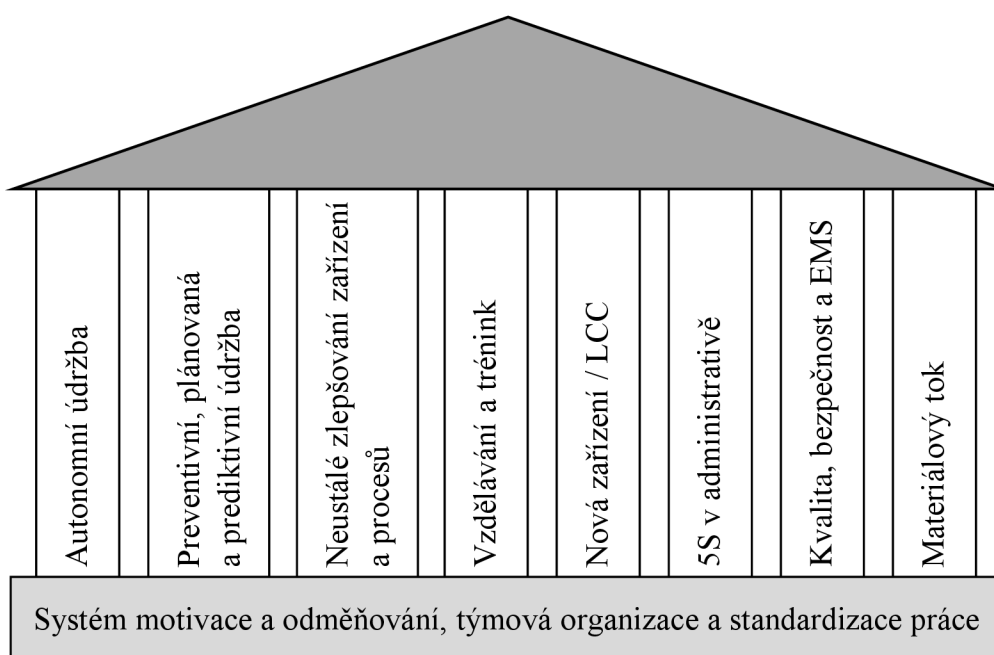 Autonomní údržba
Preventivní, plánovaná
a prediktivní údržba
Neustálé zlepšování zařízení
a procesů
Vzdělávání a trénink
Nová zařízení / LCC
5S v administrativě
Kvalita, bezpečnost a EMS
Materiálový tok
Systém motivace a odměňování, týmová organizace a standardizace práce